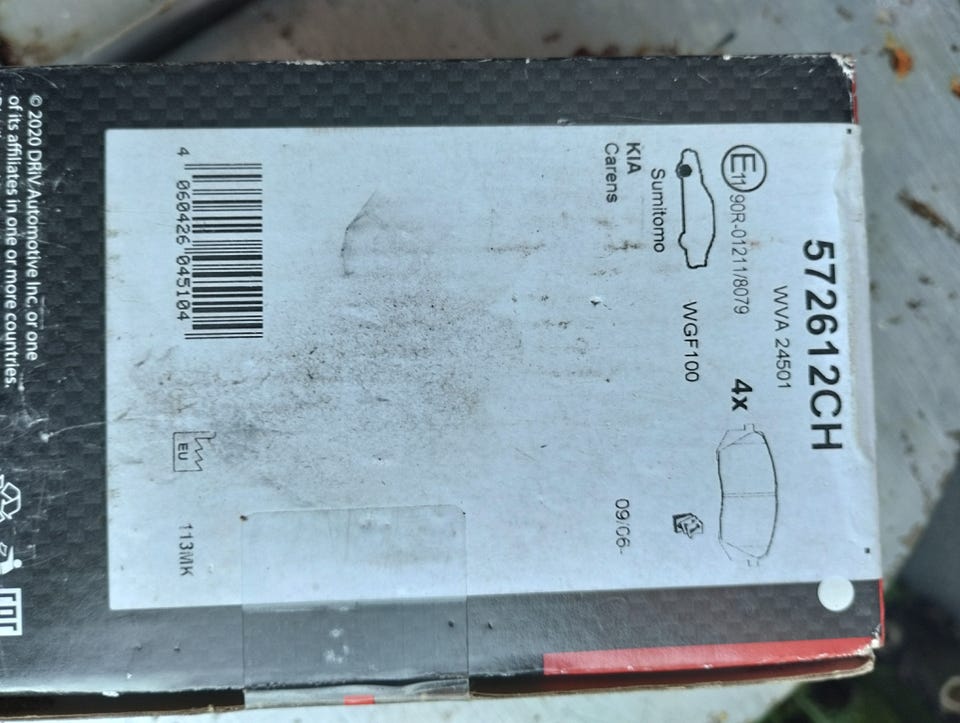 572612CH
WVA 24501
E11 90R-01211/8079
4x
WGF100
Sumitomo
KIA
Carens
09/06-
4 060426 045104
EU
113MK
© 2020 DRiV Automotive Inc. or one
of its affiliates in one or more countries.